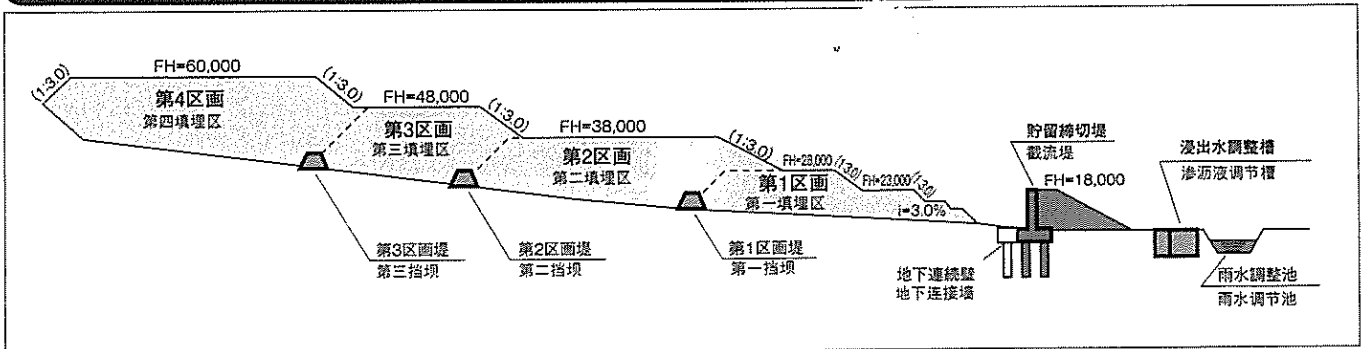 (1:3.0)
FH=60,000
(1:3.0)
第4区画
第四填埋区
FH=48,000
(1:3.0)
第3区画
第三填埋区
FH=38,000
(1:3.0)
第2区画
第二填埋区
FH=28,000
(1:3.0)
第1区画
第一填埋区
FH=23,000
(1:3.0)
i=3.0%
貯留締切堤
截流堤
FH=18,000
浸出水調整槽
渗沥液调节槽
第3区画堤
第三挡坝
第2区画堤
第二挡坝
第1区画堤
第一挡坝
地下連続壁
地下连接墙
雨水調整池
雨水调节池